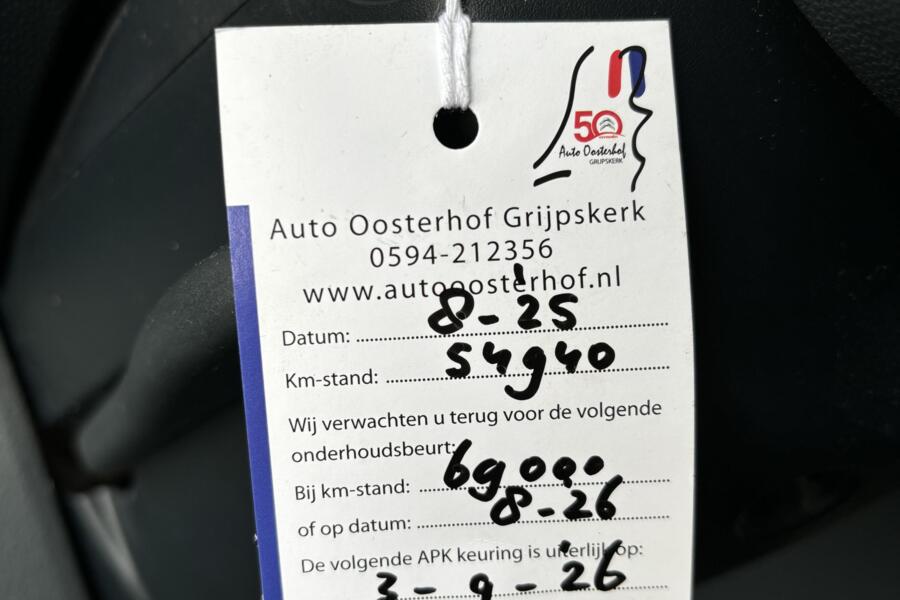 50
Auto Oosterhof
GRIJPSKERK
Auto Oosterhof Grijpskerk
0594-212356
www.autooosterhof.nl
Datum: 8-'25
Km-stand: 54940
Wij verwachten u terug voor de volgende
onderhoudsbeurt:
Bij km-stand: 69.000
of op datum: 8-26
De volgende APK keuring is uiterlijk op:
3-9-'26